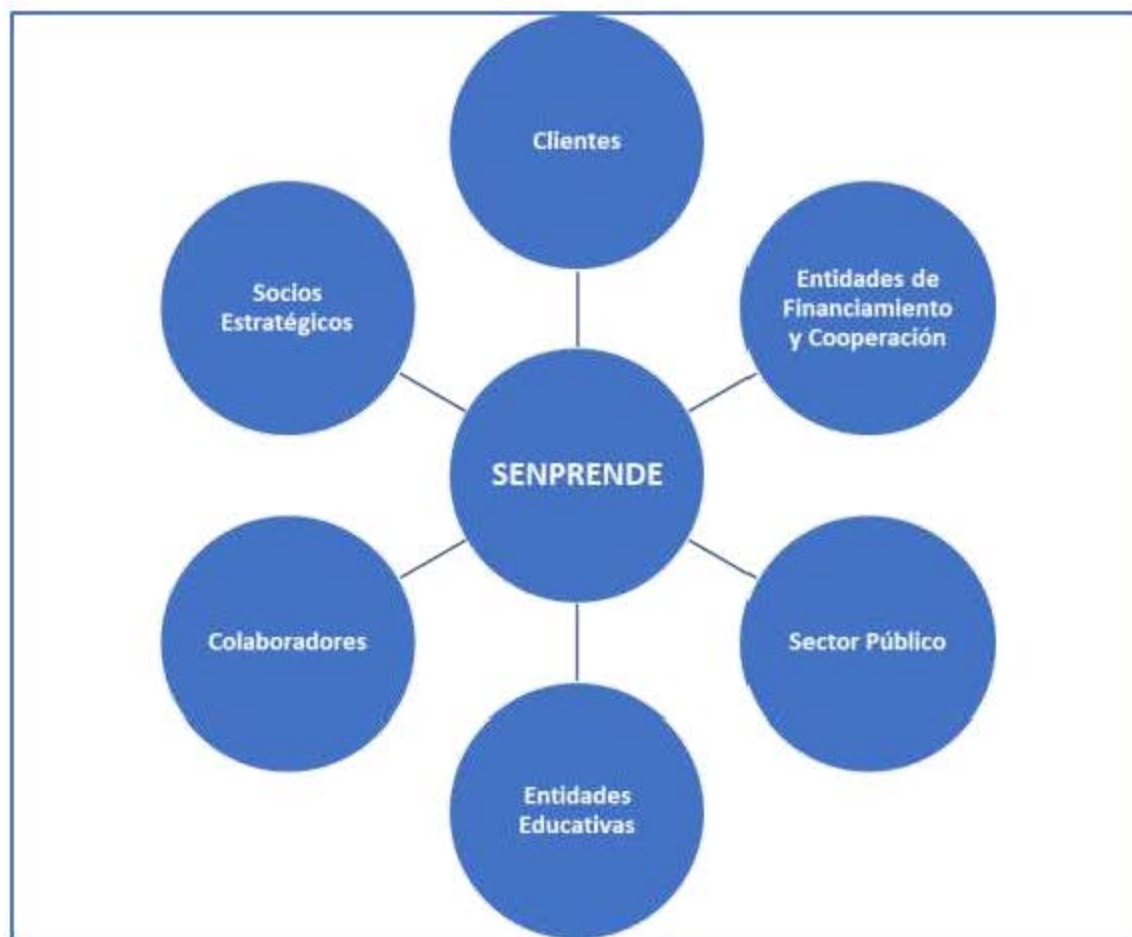 Clientes
Entidades de
Financiamiento
y Cooperación
Socios
Estratégicos
SENPRENDE
Colaboradores
Sector Público
Entidades
Educativas